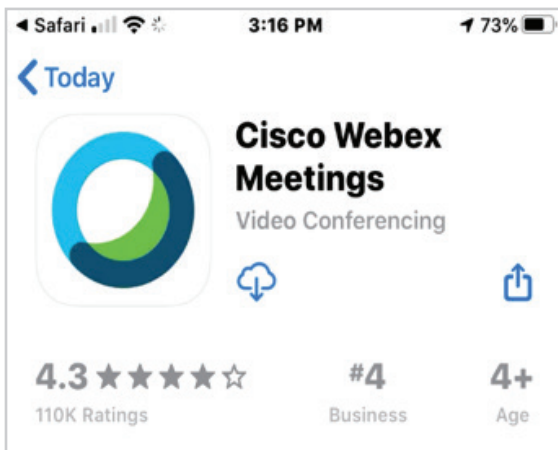 Safari 3:16 PM 73%
Today
Cisco Webex
Meetings
Video Conferencing
4.3 #4 4+
110K Ratings Business Age